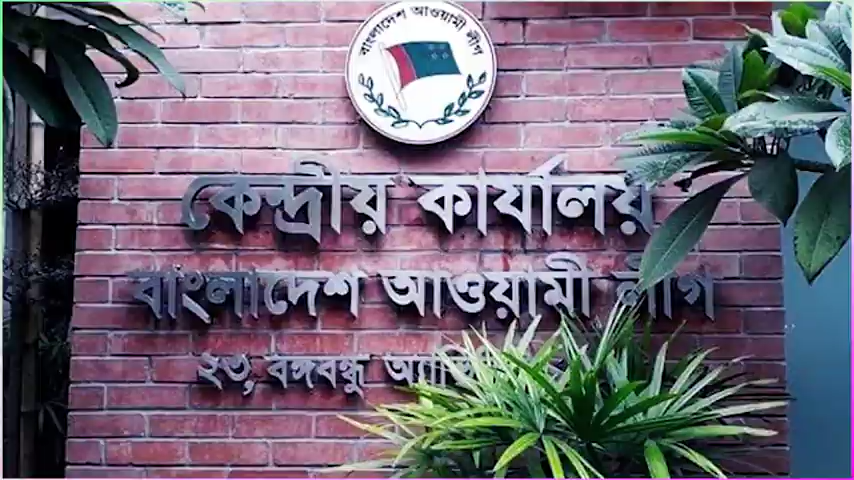 বাংলাদেশ আওয়ামী লীগ
কেন্দ্রীয় কার্যালয়
বাংলাদেশ আওয়ামী লীগ
২৩, বঙ্গবন্ধু